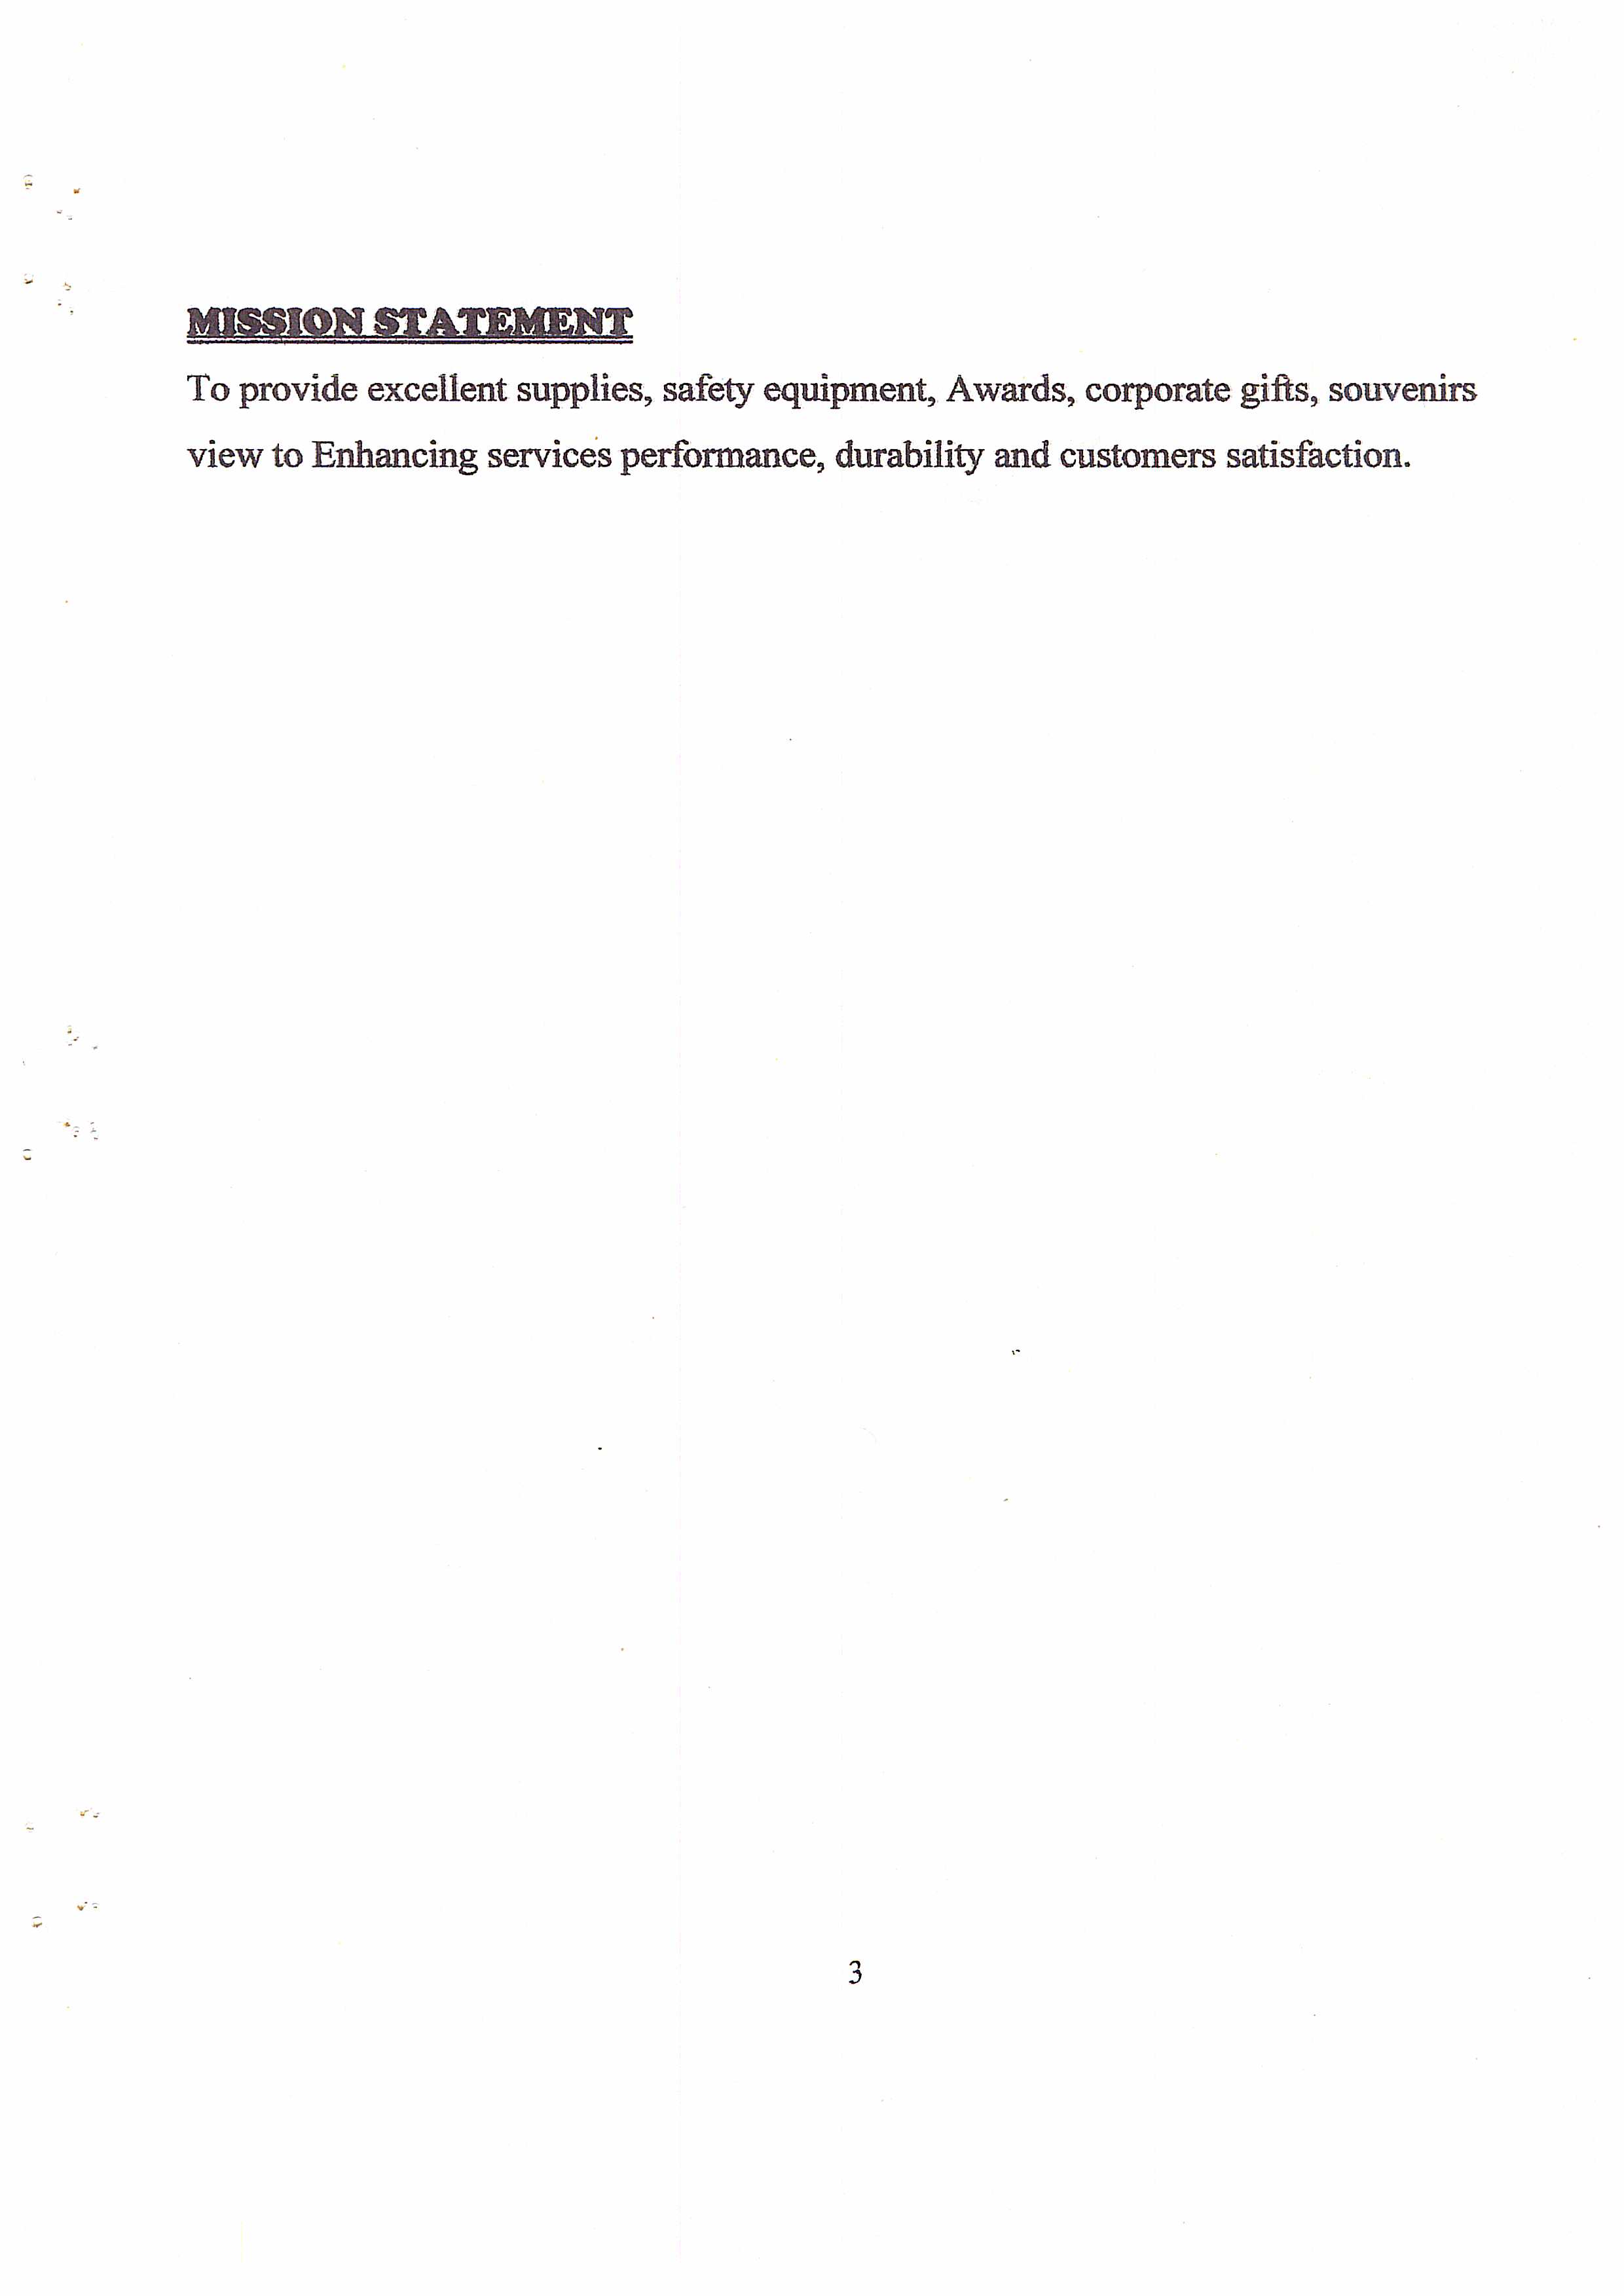 MISSION STATEMENT
To provide excellent supplies, safety equipment, Awards, corporate gifts, souvenirs
view to Enhancing services performance, durability and customers satisfaction.
3